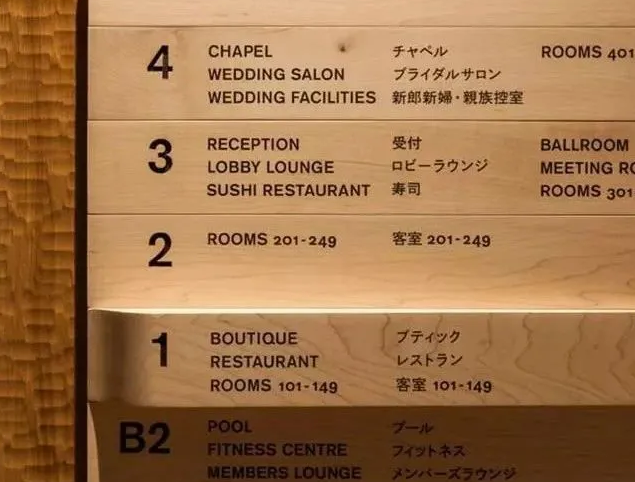 4 CHAPEL チャペル ROOMS 401
WEDDING SALON ブライダルサロン
WEDDING FACILITIES 新郎新婦・親族控室
3 RECEPTION 受付 BALLROOM
LOBBY LOUNGE ロビーラウンジ MEETING RO
SUSHI RESTAURANT 寿司 ROOMS 301
2 ROOMS 201-249 客室 201-249
1 BOUTIQUE ブティック
RESTAURANT レストラン
ROOMS 101-149 客室 101-149
B2 POOL プール
FITNESS CENTRE フィットネス
MEMBERS LOUNGE メンバーズラウンジ